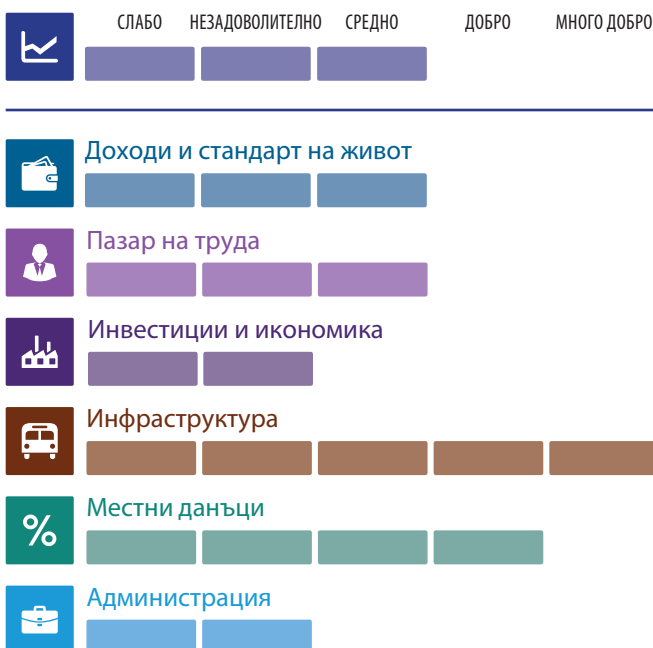 СЛАБО НЕЗАДОВОЛИТЕЛНО СРЕДНО ДОБРО МНОГО ДОБРО
Доходи и стандарт на живот
Пазар на труда
Инвестиции и икономика
Инфраструктура
%
Местни данъци
Администрация